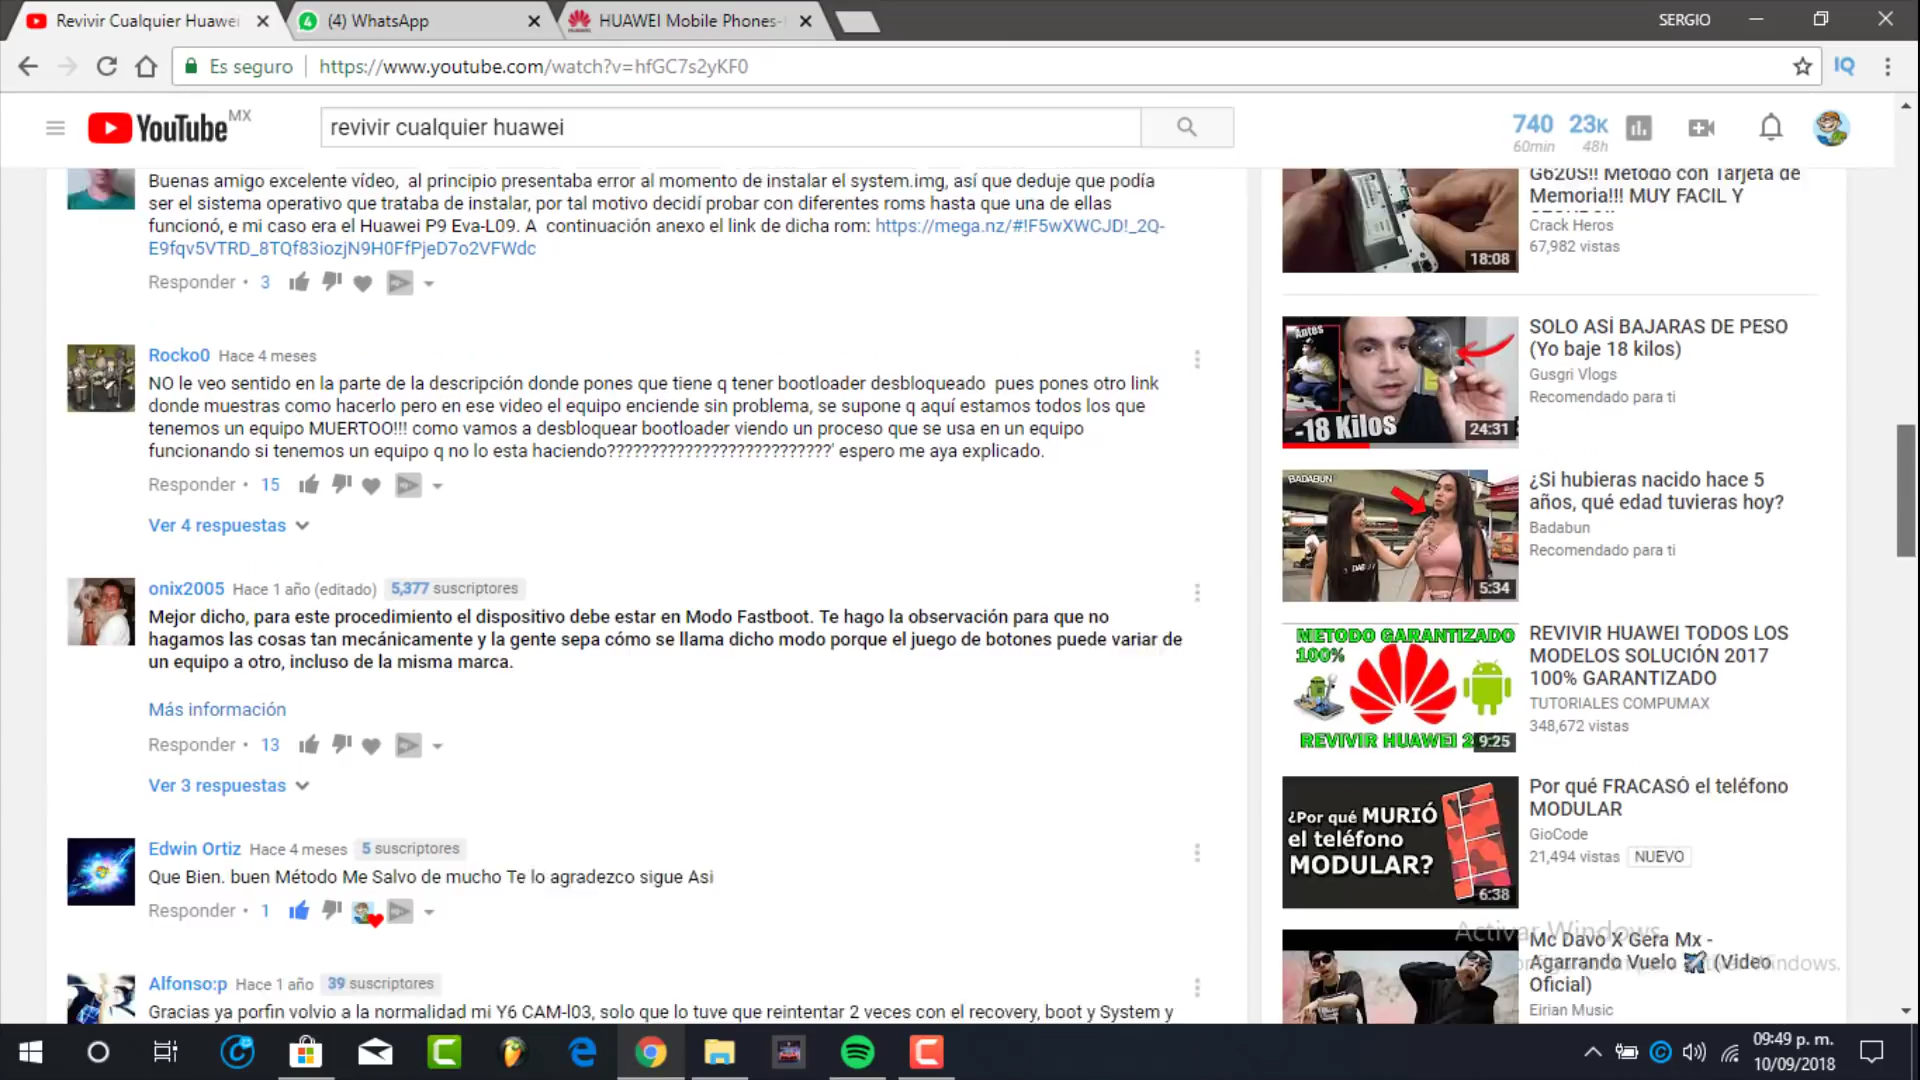 Revivir Cualquier Huawei
(4) WhatsApp
HUAWEI Mobile Phones-
SERGIO
Es seguro
https://www.youtube.com/watch?v=hfGC7s2yKF0
IQ
YouTube MX
revivir cualquier huawei
740 23K
60min 48h
Buenas amigo excelente vídeo, al principio presentaba error al momento de instalar el system.img, así que deduje que podía
ser el sistema operativo que trataba de instalar, por tal motivo decidí probar con diferentes roms hasta que una de ellas
funcionó, e mi caso era el Huawei P9 Eva-L09. A continuación anexo el link de dicha rom: https://mega.nz/#!F5wXWCJD!_2Q-
E9fqv5VTRD_8TQf83iozjN9H0FfPjeD7o2VFWdc
Responder • 3
Rocko0 Hace 4 meses
NO le veo sentido en la parte de la descripción donde pones que tiene q tener bootloader desbloqueado pues pones otro link
donde muestras como hacerlo pero en ese video el equipo enciende sin problema, se supone q aquí estamos todos los que
tenemos un equipo MUERTOO!!! como vamos a desbloquear bootloader viendo un proceso que se usa en un equipo
funcionando si tenemos un equipo q no lo esta haciendo??????????????????????????' espero me aya explicado.
Responder • 15
Ver 4 respuestas
onix2005 Hace 1 año (editado) 5,377 suscriptores
Mejor dicho, para este procedimiento el dispositivo debe estar en Modo Fastboot. Te hago la observación para que no
hagamos las cosas tan mecánicamente y la gente sepa cómo se llama dicho modo porque el juego de botones puede variar de
un equipo a otro, incluso de la misma marca.
Más información
Responder • 13
Ver 3 respuestas
Edwin Ortiz Hace 4 meses 5 suscriptores
Que Bien. buen Método Me Salvo de mucho Te lo agradezco sigue Asi
Responder • 1
Alfonso:p Hace 1 año 39 suscriptores
Gracias ya porfin volvio a la normalidad mi Y6 CAM-l03, solo que lo tuve que reintentar 2 veces con el recovery, boot y System y
G620S!! Metodo con Tarjeta de
Memoria!!! MUY FACIL Y
Crack Heros
67,982 vistas
18:08
Antes
-18 Kilos
24:31
SOLO ASÍ BAJARAS DE PESO
(Yo baje 18 kilos)
Gusgri Vlogs
Recomendado para ti
BADABUN
5:34
¿Si hubieras nacido hace 5
años, qué edad tuvieras hoy?
Badabun
Recomendado para ti
METODO GARANTIZADO
100%
REVIVIR HUAWEI 2
9:25
REVIVIR HUAWEI TODOS LOS
MODELOS SOLUCIÓN 2017
100% GARANTIZADO
TUTORIALES COMPUMAX
348,672 vistas
¿Por qué MURIÓ
el teléfono
MODULAR?
6:38
Por qué FRACASÓ el teléfono
MODULAR
GioCode
21,494 vistas NUEVO
Activar Windows
Mc Davo X Gera Mx -
Agarrando Vuelo (Video
Oficial)
Eirian Music
Windows.
09:49 p. m.
10/09/2018